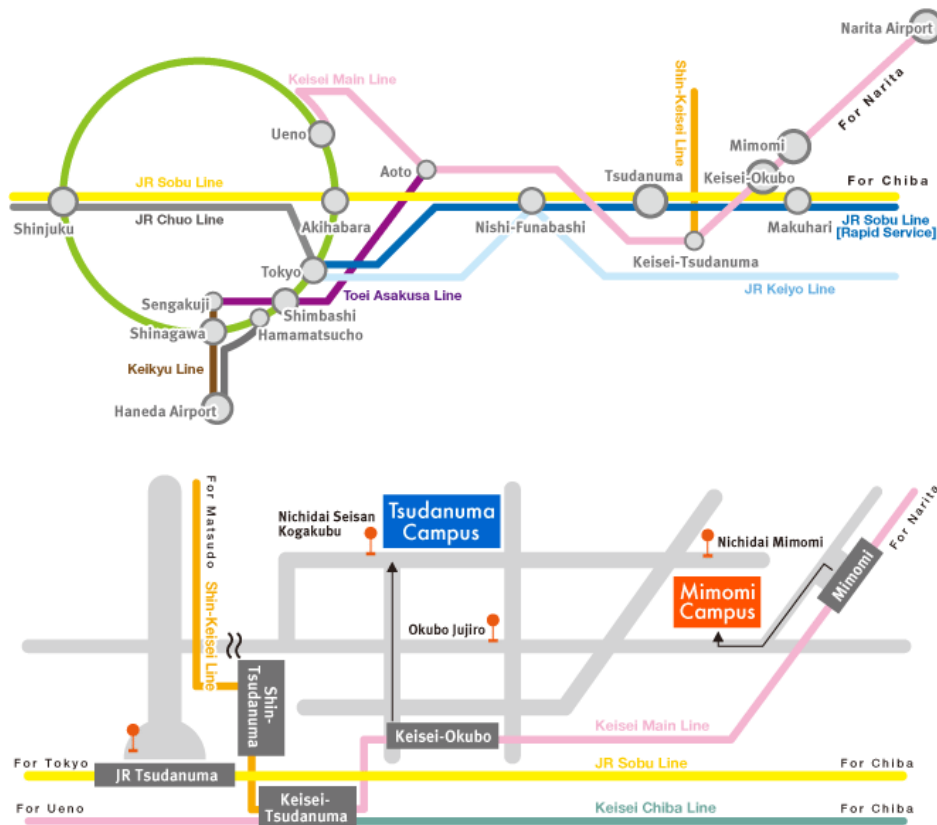 Narita Airport
Keisei Main Line
Shin-Keisei Line
For Narita
Ueno
Mimomi
Aoto
Tsudanuma
Keisei-Okubo
JR Sobu Line
For Chiba
Shinjuku
JR Chuo Line
Akihabara
Nishi-Funabashi
Makuhari
JR Sobu Line
[Rapid Service]
Keisei-Tsudanuma
Tokyo
JR Keiyo Line
Sengakuji
Toei Asakusa Line
Shimbashi
Shinagawa
Hamamatsucho
Keikyu Line
Haneda Airport
For Matsudo
Shin-Keisei Line
Nichidai Seisan
Kogakubu
Tsudanuma
Campus
Nichidai Mimomi
For Narita
Mimomi
Mimomi
Campus
Okubo Jujiro
Shin-
Tsudanuma
Keisei-Okubo
Keisei Main Line
For Tokyo
JR Tsudanuma
JR Sobu Line
For Chiba
For Ueno
Keisei-
Tsudanuma
Keisei Chiba Line
For Chiba